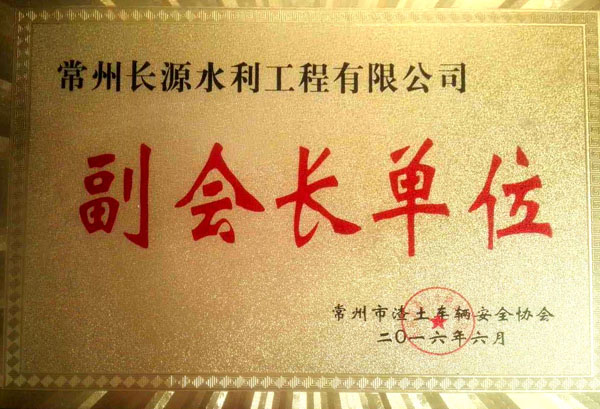 常州长源水利工程有限公司
副会长单位
常州市渣土车辆安全协会
二〇一六年六月